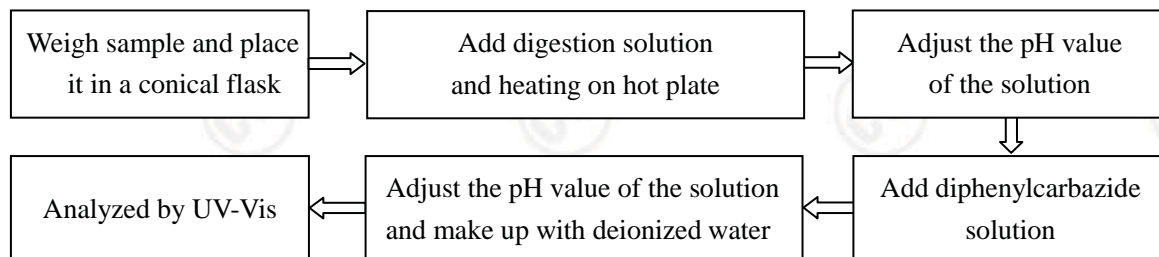 Weigh sample and place
it in a conical flask
Add digestion solution
and heating on hot plate
Adjust the pH value
of the solution
Add diphenylcarbazide
solution
Adjust the pH value of the solution
and make up with deionized water
Analyzed by UV-Vis